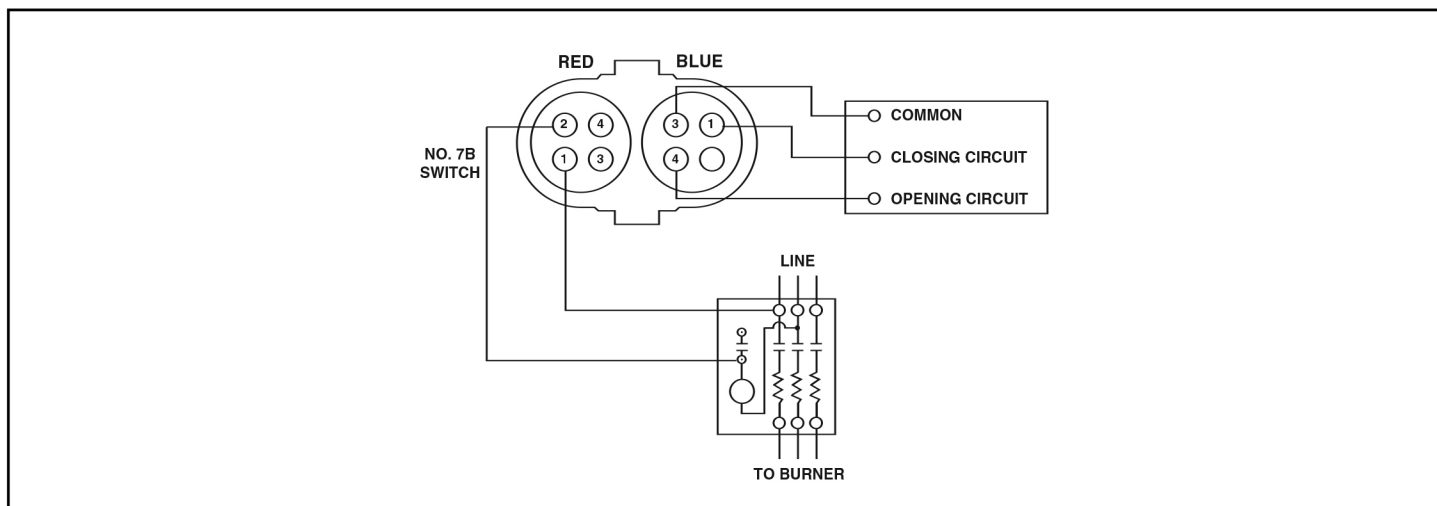 RED BLUE
2 4 3 1
1 3 4
NO. 7B
SWITCH
COMMON
CLOSING CIRCUIT
OPENING CIRCUIT
LINE
TO BURNER